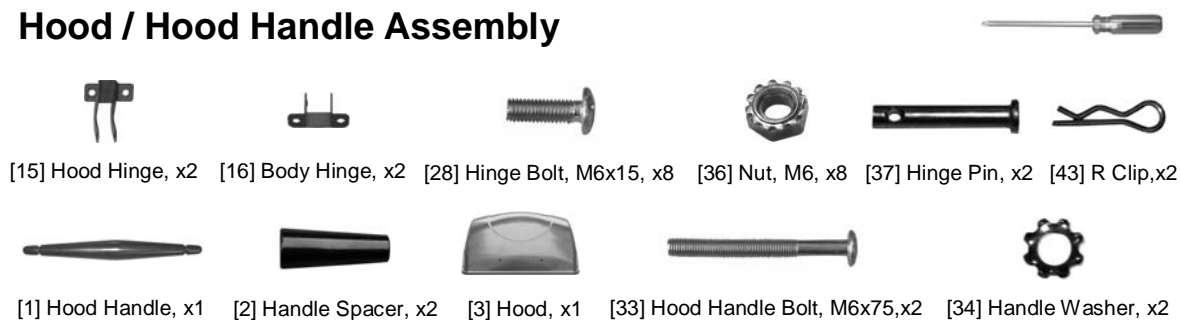 Hood / Hood Handle Assembly
[15] Hood Hinge, x2 [16] Body Hinge, x2 [28] Hinge Bolt, M6x15, x8 [36] Nut, M6, x8 [37] Hinge Pin, x2 [43] R Clip,x2
[1] Hood Handle, x1 [2] Handle Spacer, x2 [3] Hood, x1 [33] Hood Handle Bolt, M6x75,x2 [34] Handle Washer, x2